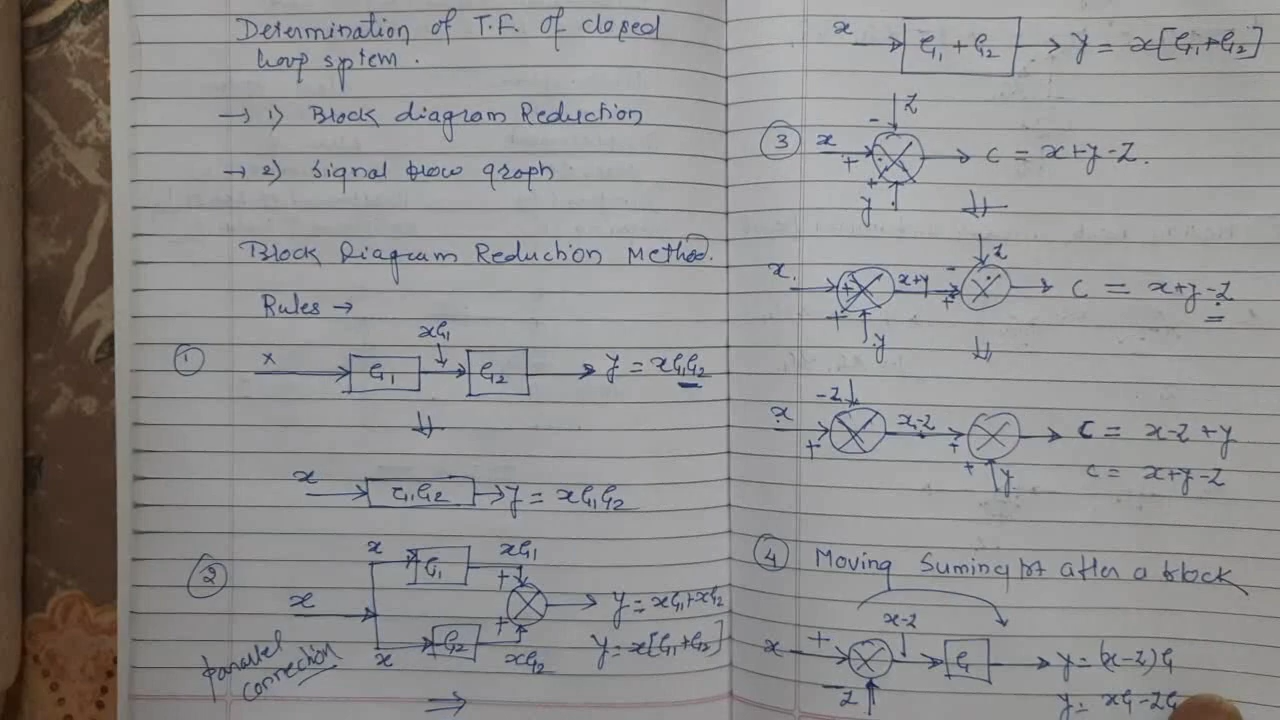 Determination of T.F. of closed
loop system.
→ 1) Block diagram Reduction
→ 2) Signal flow graph
Block Diagram Reduction Method.
Rules →
xG1
① x G1 G2 y = xG1G2
⇓
x G1G2 y = xG1G2
② x G1 xG1 +
x y = xG1+xG2
+
x G2 xG2 y = x[G1+G2]
parallel
connection
⇒
x G1 + G2 y = x[G1+G2]
③ z -
x + c = x+y-z.
+ y
⇓
z
x + x+y - + c = x+y-z
+ y
⇓
-z
x + x-z + c = x-z+y
+ y c = x+y-z
④ Moving Suming pt after a block
x + x-z G y = (x-z)G
- z y = xG-zG